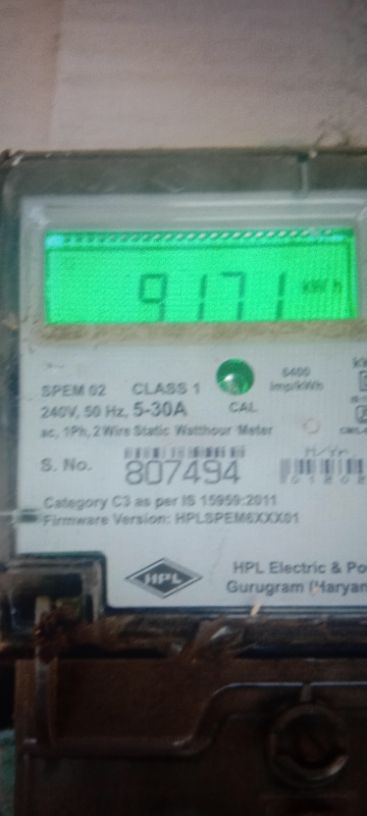 9171 kWh
SPEM 02 CLASS 1
6400 imp/kWh
240V, 50 Hz, 5-30A
CAL
ac, 1Ph, 2 Wire Static Watthour Meter
S. No. 807494
M/Yr.
Category C3 as per IS 15959:2011
Firmware Version: HPLSPEM6XXX01
HPL
HPL Electric & Po
Gurugram (Haryan